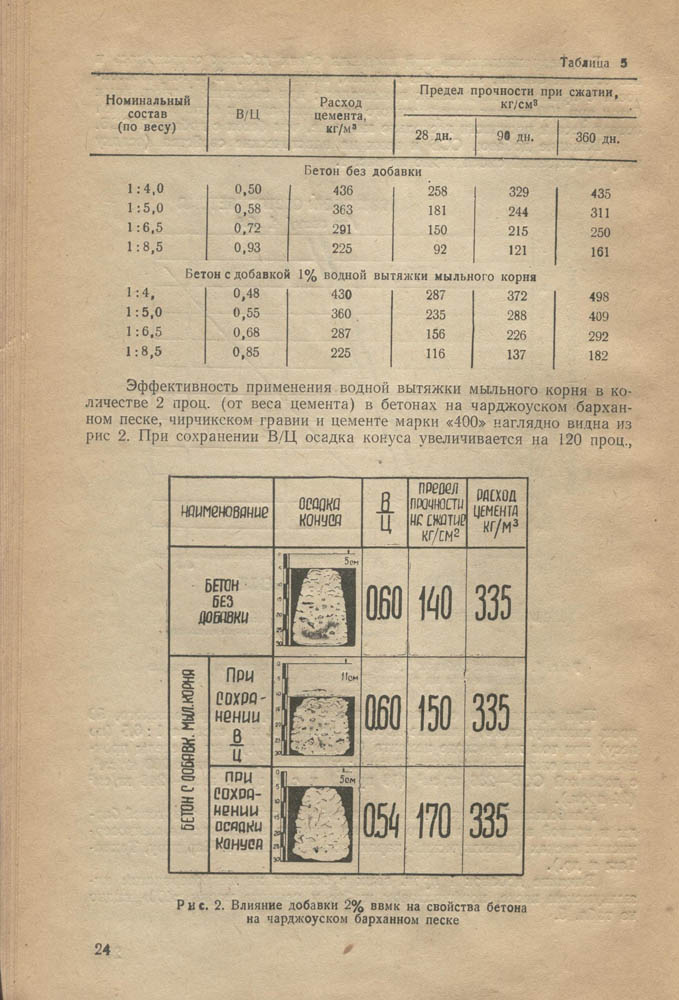 Таблица 5
Номинальный состав (по весу) В/Ц Расход цемента, кг/м³ Предел прочности при сжатии, кг/см³
28 дн. 90 дн. 360 дн.
Бетон без добавки
1:4,0 0,50 436 258 329 435
1:5,0 0,58 363 181 244 311
1:6,5 0,72 291 150 215 250
1:8,5 0,93 225 92 121 161
Бетон с добавкой 1% водной вытяжки мыльного корня
1:4, 0,48 430 287 372 498
1:5,0 0,55 360 235 288 409
1:6,5 0,68 287 156 226 292
1:8,5 0,85 225 116 137 182
Эффективность применения водной вытяжки мыльного корня в ко-
личестве 2 проц. (от веса цемента) в бетонах на чарджоуском бархан-
ном песке, чирчикском гравии и цементе марки «400» наглядно видна из
рис 2. При сохранении В/Ц осадка конуса увеличивается на 120 проц.,
НАИМЕНОВАНИЕ ОСАДКА КОНУСА В/Ц ПРЕДЕЛ ПРОЧНОСТИ НА СЖАТИЕ КГ/СМ² РАСХОД ЦЕМЕНТА КГ/М³
БЕТОН БЕЗ ДОБАВКИ 5см 0.60 140 335
БЕТОН С ДОБАВК. МЫЛ.КОРНЯ
ПРИ СОХРА-НЕНИИ В/Ц 11см 0.60 150 335
ПРИ СОХРА-НЕНИИ ОСАДКИ КОНУСА 5см 0.54 170 335
Рис. 2. Влияние добавки 2% ввмк на свойства бетона
на чарджоуском барханном песке
24